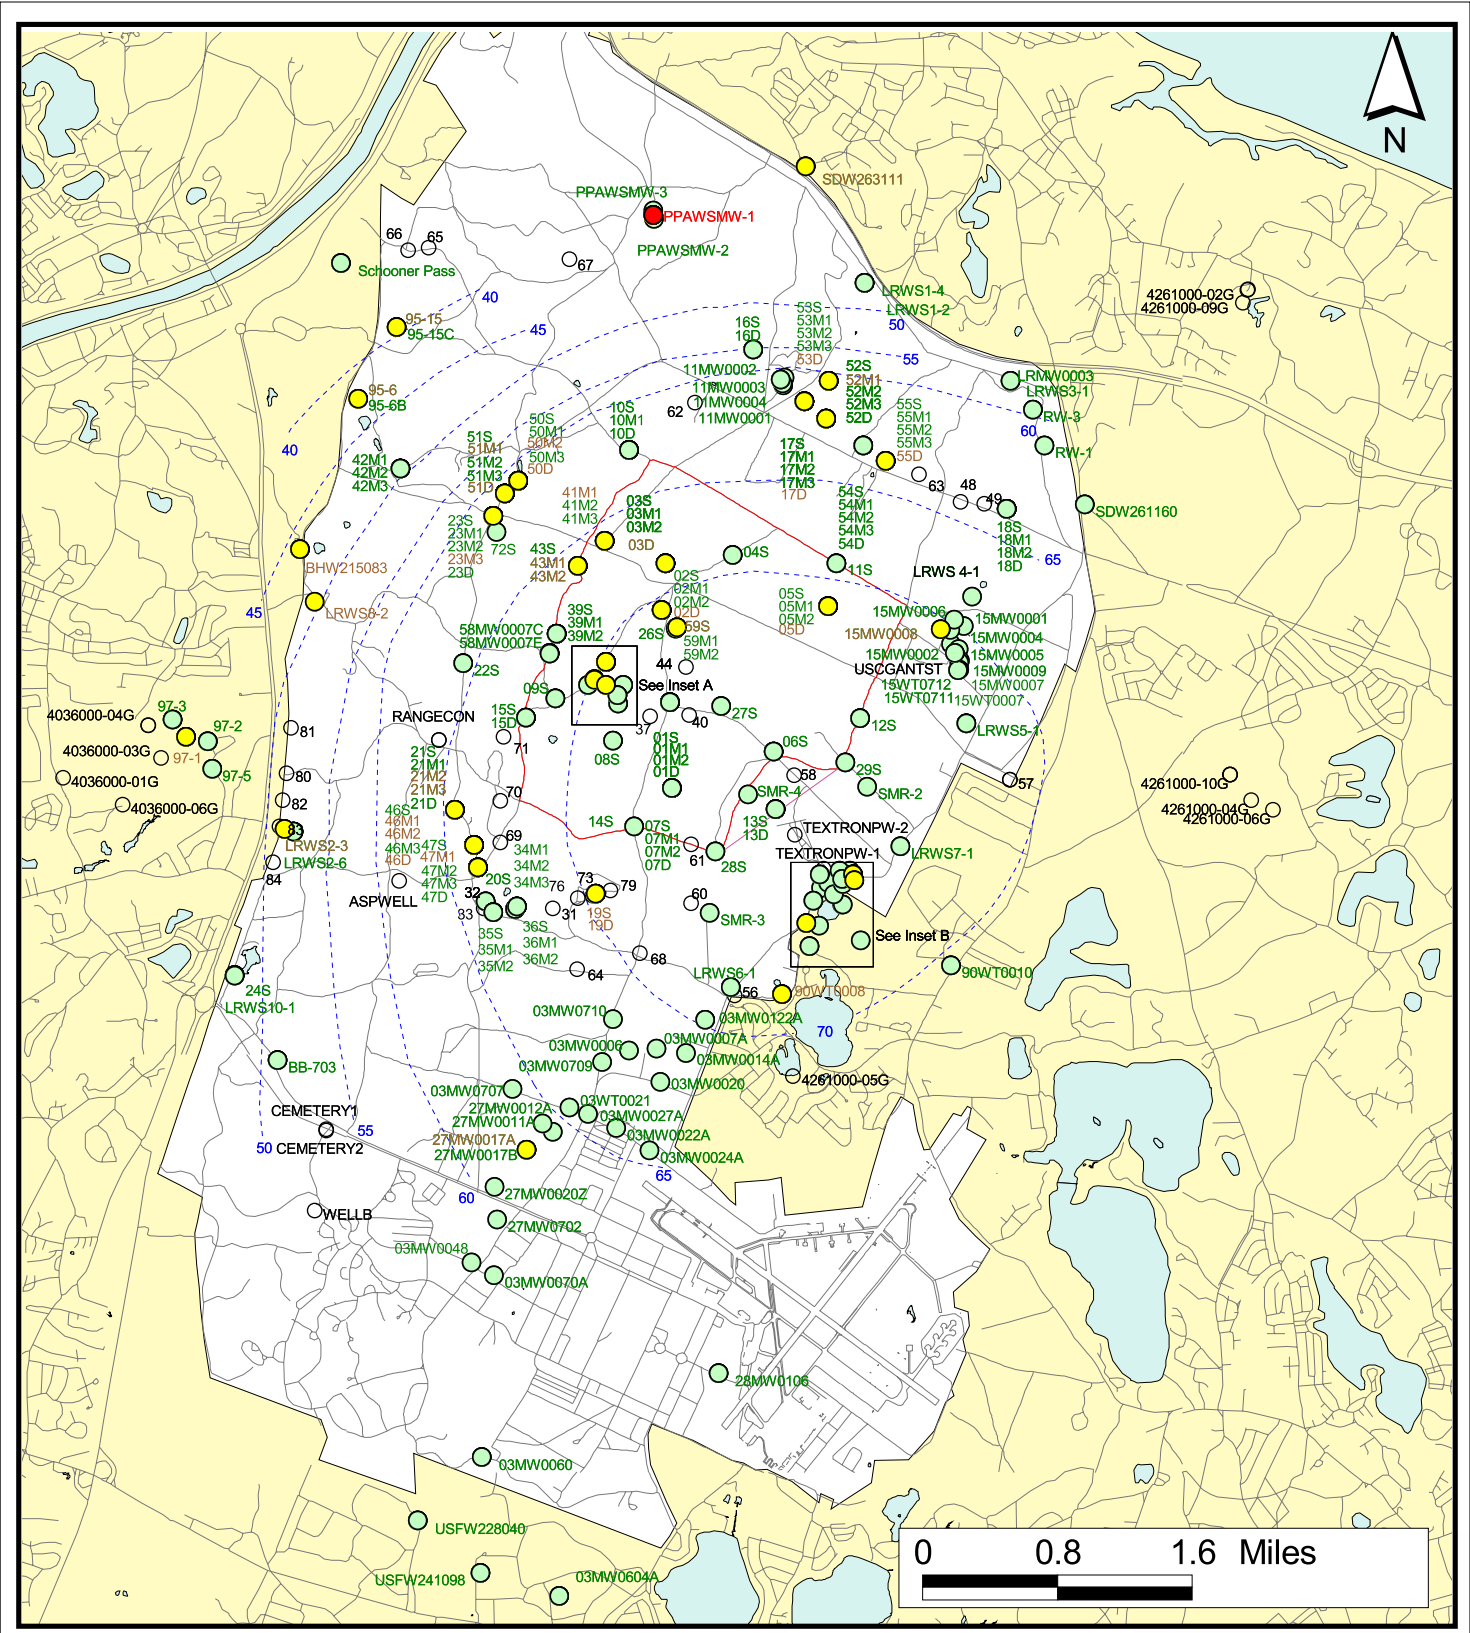 N
SDW263111
PPAWSMW-3
PPAWSMW-1
PPAWSMW-2
66
65
67
Schooner Pass
LRWS1-4
LRWS1-2
4261000-02G
4261000-09G
40
45
50
55
95-15
95-15C
53S
53M1
53M2
53M3
53D
16S
16D
11MW0002
11MW0003
11MW0004
11MW0001
62
52S
52M1
52M2
52M3
52D
LRMW0003
LRWS3-1
RW-3
60
RW-1
95-6
95-6B
40
10S
10M1
10D
50S
50M1
50M2
50M3
50D
51S
51M1
51M2
51M3
51D
42M1
42M2
42M3
55S
55M1
55M2
55M3
55D
17S
17M1
17M2
17M3
17D
63
48
49
SDW261160
18S
18M1
18M2
18D
65
54S
54M1
54M2
54M3
54D
41M1
41M2
41M3
03S
03M1
03M2
03D
23S
23M1
23M2
23M3
23D
72S
43S
43M1
43M2
04S
11S
LRWS 4-1
BHW215083
LRWS8-2
45
02S
02M1
02M2
02D
05S
05M1
05M2
05D
39S
39M1
39M2
58MW0007C
58MW0007E
26S
59S
59M1
59M2
15MW0006
15MW0001
15MW0008
15MW0004
15MW0002
15MW0005
USCGANTST
15MW0009
15WT0712
15MW0007
15WT0711
15WT0007
22S
44
See Inset A
09S
37
40
27S
12S
LRWS5-1
97-3
4036000-04G
97-2
97-1
4036000-03G
97-5
4036000-01G
4036000-06G
81
80
82
83
RANGECON
15S
15D
71
08S
01S
01M1
01M2
01D
06S
58
29S
SMR-4
SMR-2
57
4261000-10G
4261000-04G
4261000-06G
21S
21M1
21M2
21M3
21D
70
46S
46M1
46M2
46M3
46D
47S
47M1
47M2
47M3
47D
69
14S
07S
07M1
07M2
07D
61
28S
13S
13D
TEXTRONPW-2
TEXTRONPW-1
LRWS7-1
LRWS2-3
LRWS2-6
84
ASPWELL
34M1
34M2
34M3
20S
32
33
76
73
79
31
19S
19D
60
SMR-3
See Inset B
35S
35M1
35M2
36S
36M1
36M2
64
68
LRWS6-1
56
90WT0008
90WT0010
24S
LRWS10-1
03MW0710
03MW0122A
70
03MW0006
03MW0007A
03MW0709
03MW0014A
4261000-05G
BB-703
03MW0707
03MW0020
27MW0012A
03WT0021
27MW0011A
03MW0027A
CEMETERY1
55
03MW0022A
50
CEMETERY2
27MW0017A
27MW0017B
03MW0024A
65
60
27MW0020Z
WELLB
27MW0702
03MW0048
03MW0070A
28MW0106
03MW0060
USFW228040
USFW241098
03MW0604A
0 0.8 1.6 Miles